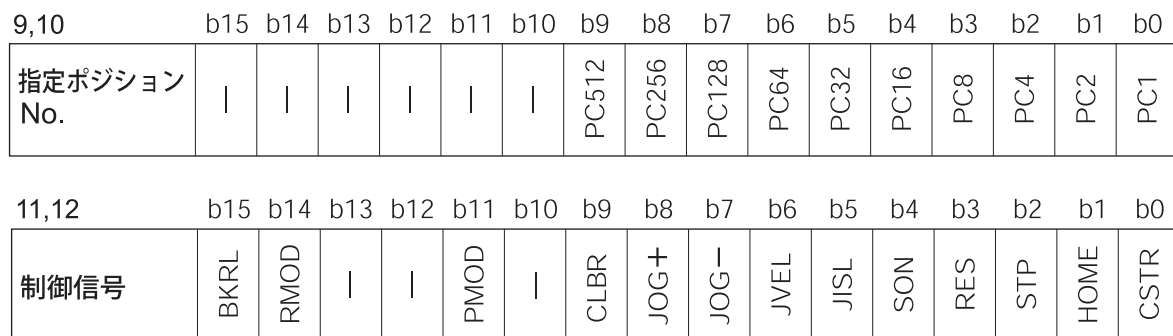 9,10 b15 b14 b13 b12 b11 b10 b9 b8 b7 b6 b5 b4 b3 b2 b1 b0
指定ポジション
No. — — — — — — PC512 PC256 PC128 PC64 PC32 PC16 PC8 PC4 PC2 PC1
11,12 b15 b14 b13 b12 b11 b10 b9 b8 b7 b6 b5 b4 b3 b2 b1 b0
制御信号 BKRL RMOD — — PMOD — CLBR JOG+ JOG− JVEL JISL SON RES STP HOME CSTR